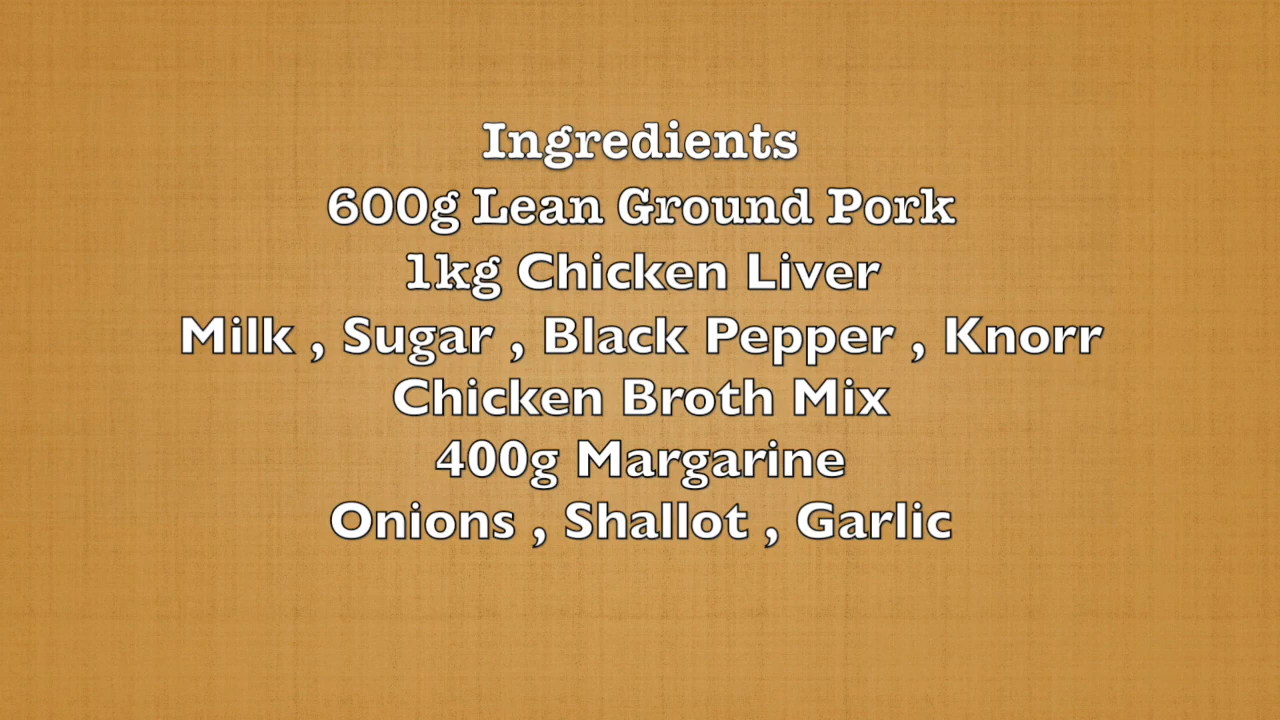 Ingredients
600g Lean Ground Pork
1kg Chicken Liver
Milk , Sugar , Black Pepper , Knorr
Chicken Broth Mix
400g Margarine
Onions , Shallot , Garlic